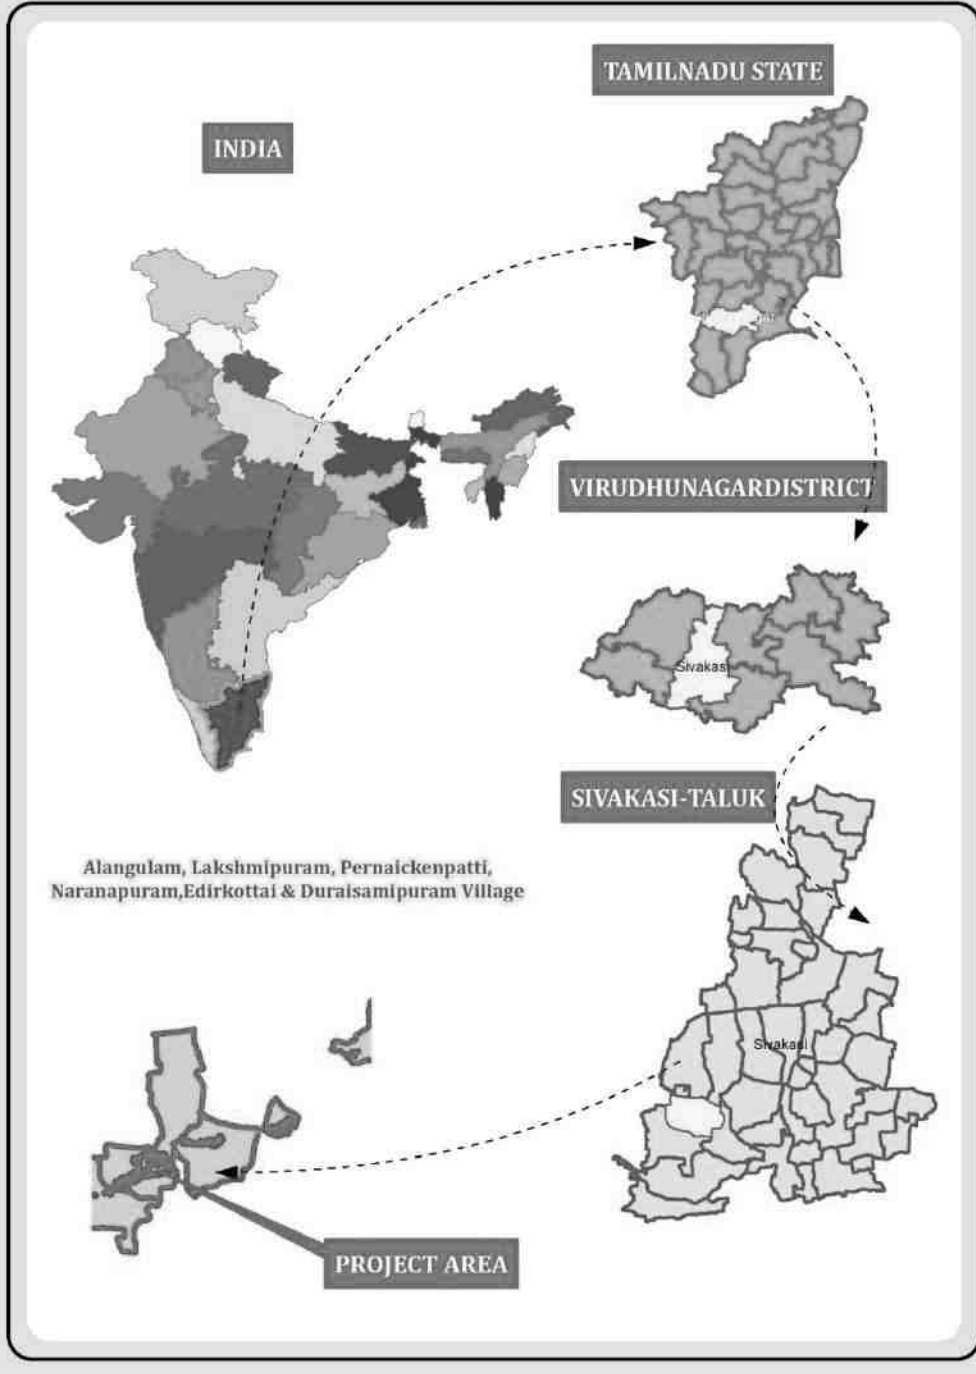 TAMILNADU STATE
INDIA
VIRUDHUNAGARDISTRICT
Sivakasi
SIVAKASI-TALUK
Alangulam, Lakshmipuram, Pernaickenpatti,
Naranapuram,Edirkottai & Duraisamipuram Village
Sivakasi
PROJECT AREA